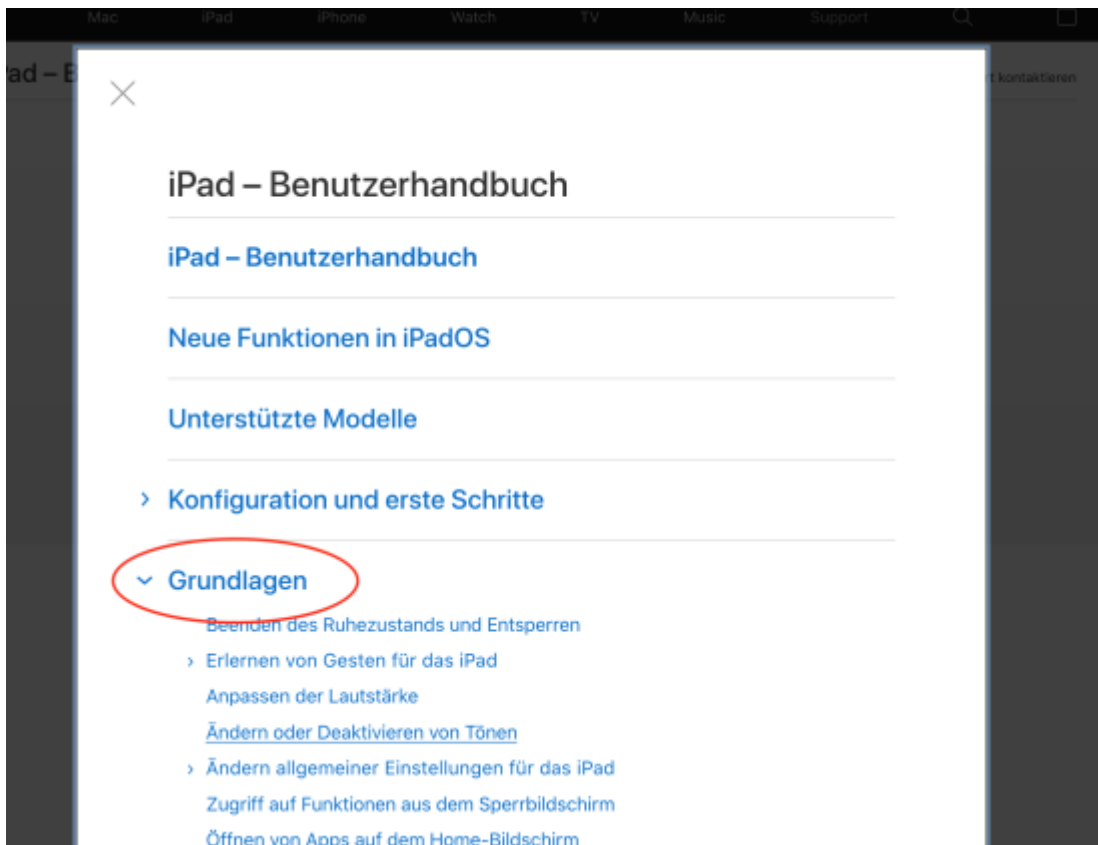 Mac iPad iPhone Watch TV Music Support
ad – B
t kontaktieren
iPad – Benutzerhandbuch
iPad – Benutzerhandbuch
Neue Funktionen in iPadOS
Unterstützte Modelle
Konfiguration und erste Schritte
Grundlagen
Beenden des Ruhezustands und Entsperren
Erlernen von Gesten für das iPad
Anpassen der Lautstärke
Ändern oder Deaktivieren von Tönen
Ändern allgemeiner Einstellungen für das iPad
Zugriff auf Funktionen aus dem Sperrbildschirm
Öffnen von Apps auf dem Home-Bildschirm